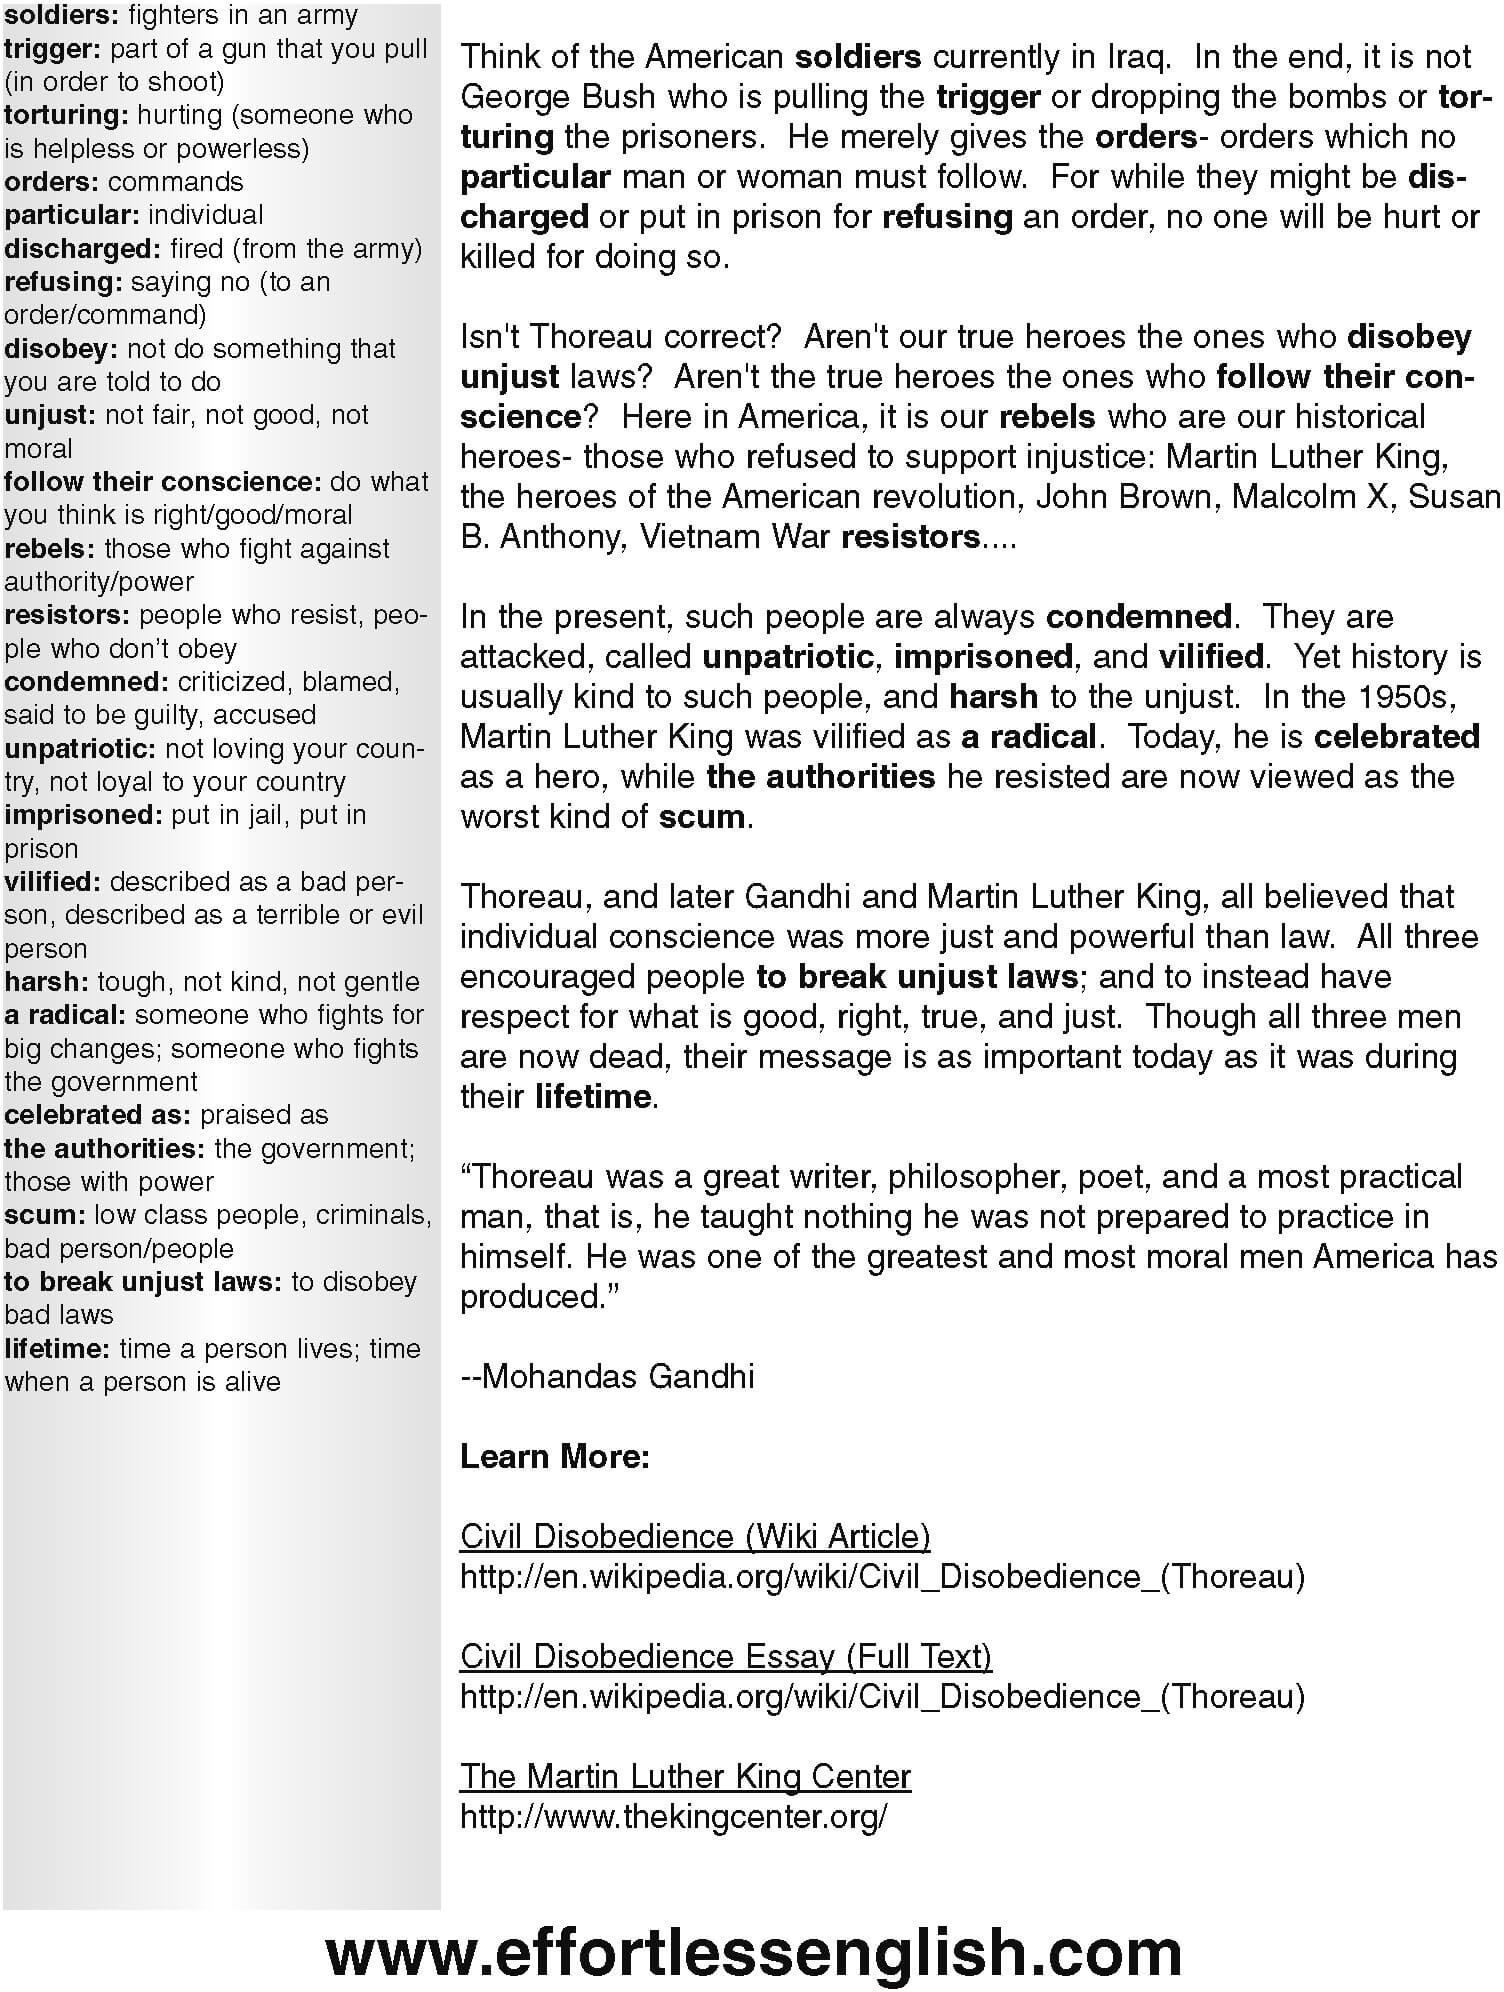 soldiers: fighters in an army
trigger: part of a gun that you pull
(in order to shoot)
torturing: hurting (someone who
is helpless or powerless)
orders: commands
particular: individual
discharged: fired (from the army)
refusing: saying no (to an
order/command)
disobey: not do something that
you are told to do
unjust: not fair, not good, not
moral
follow their conscience: do what
you think is right/good/moral
rebels: those who fight against
authority/power
resistors: people who resist, peo-
ple who don't obey
condemned: criticized, blamed,
said to be guilty, accused
unpatriotic: not loving your coun-
try, not loyal to your country
imprisoned: put in jail, put in
prison
vilified: described as a bad per-
son, described as a terrible or evil
person
harsh: tough, not kind, not gentle
a radical: someone who fights for
big changes; someone who fights
the government
celebrated as: praised as
the authorities: the government;
those with power
scum: low class people, criminals,
bad person/people
to break unjust laws: to disobey
bad laws
lifetime: time a person lives; time
when a person is alive
Think of the American soldiers currently in Iraq. In the end, it is not
George Bush who is pulling the trigger or dropping the bombs or tor-
turing the prisoners. He merely gives the orders- orders which no
particular man or woman must follow. For while they might be dis-
charged or put in prison for refusing an order, no one will be hurt or
killed for doing so.
Isn't Thoreau correct? Aren't our true heroes the ones who disobey
unjust laws? Aren't the true heroes the ones who follow their con-
science? Here in America, it is our rebels who are our historical
heroes- those who refused to support injustice: Martin Luther King,
the heroes of the American revolution, John Brown, Malcolm X, Susan
B. Anthony, Vietnam War resistors....
In the present, such people are always condemned. They are
attacked, called unpatriotic, imprisoned, and vilified. Yet history is
usually kind to such people, and harsh to the unjust. In the 1950s,
Martin Luther King was vilified as a radical. Today, he is celebrated
as a hero, while the authorities he resisted are now viewed as the
worst kind of scum.
Thoreau, and later Gandhi and Martin Luther King, all believed that
individual conscience was more just and powerful than law. All three
encouraged people to break unjust laws; and to instead have
respect for what is good, right, true, and just. Though all three men
are now dead, their message is as important today as it was during
their lifetime.
“Thoreau was a great writer, philosopher, poet, and a most practical
man, that is, he taught nothing he was not prepared to practice in
himself. He was one of the greatest and most moral men America has
produced.”
--Mohandas Gandhi
Learn More:
Civil Disobedience (Wiki Article)
http://en.wikipedia.org/wiki/Civil_Disobedience_(Thoreau)
Civil Disobedience Essay (Full Text)
http://en.wikipedia.org/wiki/Civil_Disobedience_(Thoreau)
The Martin Luther King Center
http://www.thekingcenter.org/
www.effortlessenglish.com